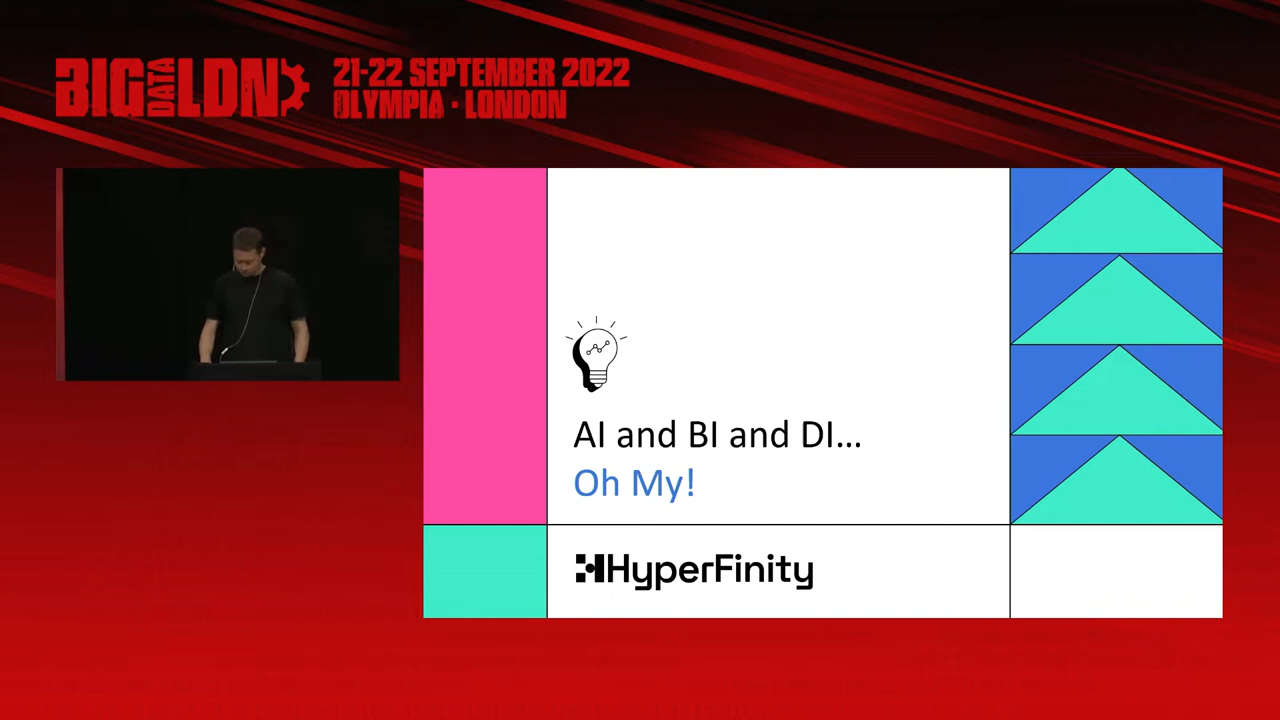 BIG DATA LDN
21-22 SEPTEMBER 2022
OLYMPIA · LONDON
AI and BI and DI...
Oh My!
HyperFinity